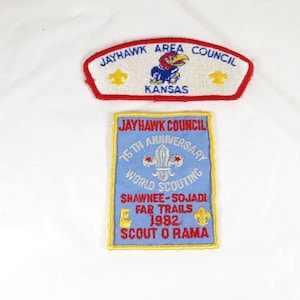 JAYHAWK AREA COUNCIL
KANSAS
JAYHAWK COUNCIL
75TH ANNIVERSARY
WORLD SCOUTING
SHAWNEE-SOJADI
FAR TRAILS
1982
SCOUT O RAMA